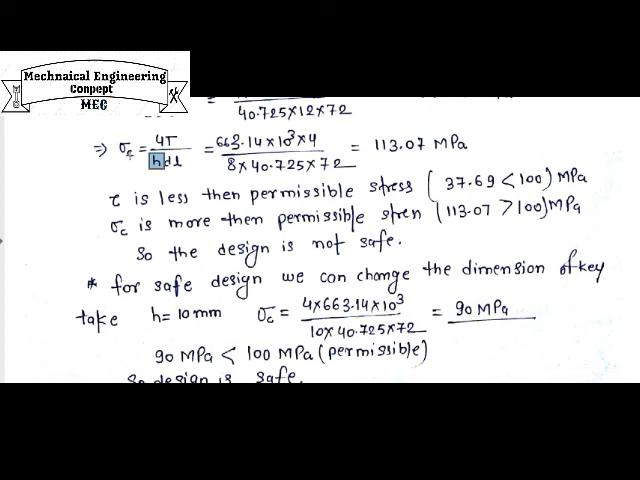 Mechnaical Engineering
Conpept
MEC
=
40.725×12×72
⇒ σc = 4T / hdl = 663.14×10³×4 / 8×40.725×72 = 113.07 MPa
τ is less then permissible stress (37.69 < 100) MPa
σc is more then permissible stren (113.07 > 100) MPa
So the design is not safe.
* for safe design we can change the dimension of key
take h=10mm σc = 4×663.14×10³ / 10×40.725×72 = 90 MPa
90 MPa < 100 MPa (permissible)
So design is safe.